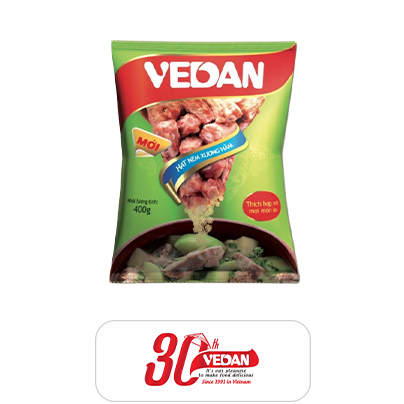 VEDAN
MỚI
HẠT NÊM XƯƠNG HẦM
Khối lượng tịnh:
400g
Thích hợp với
mọi món ăn
30th
VEDAN
It's our pleasure
to make food delicious
Since 1991 in Vietnam